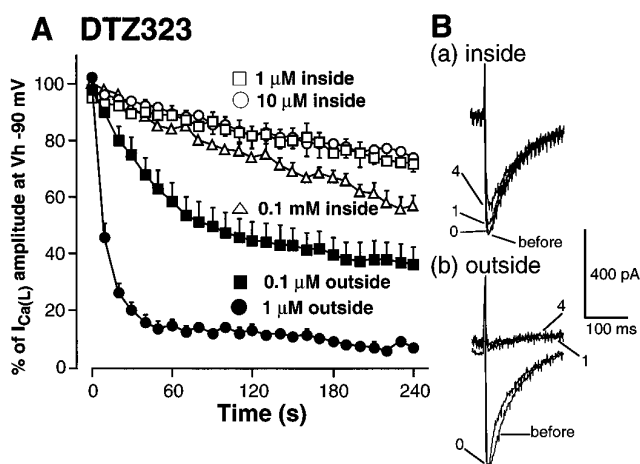 A DTZ323
% of I Ca(L) amplitude at Vh -90 mV
100
80
60
40
20
0
1 μM inside
10 μM inside
0.1 mM inside
0.1 μM outside
1 μM outside
0 60 120 180 240
Time (s)
B
(a) inside
4
1
0
before
(b) outside
4
1
0
before
400 pA
100 ms